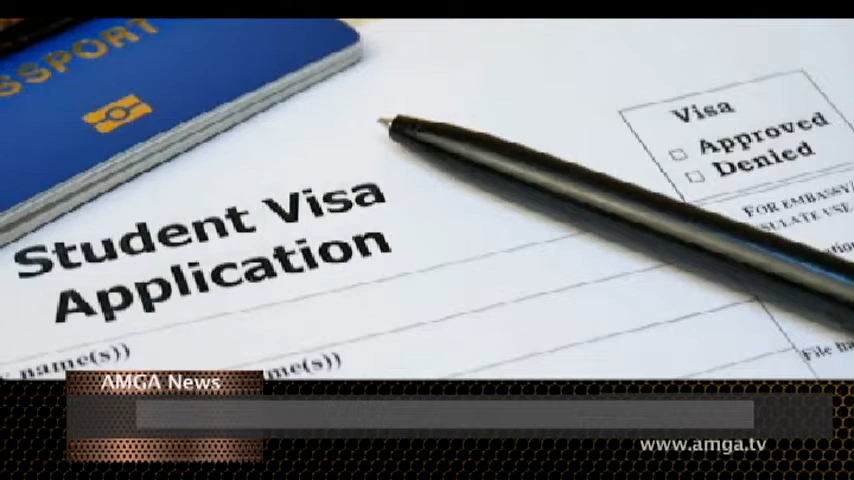 SSPORT
Visa
Approved
Denied
FOR EMBASSY
SULATE USE
Student Visa
Application
name(s))
me(s))
File
AMGA News
www.amga.tv